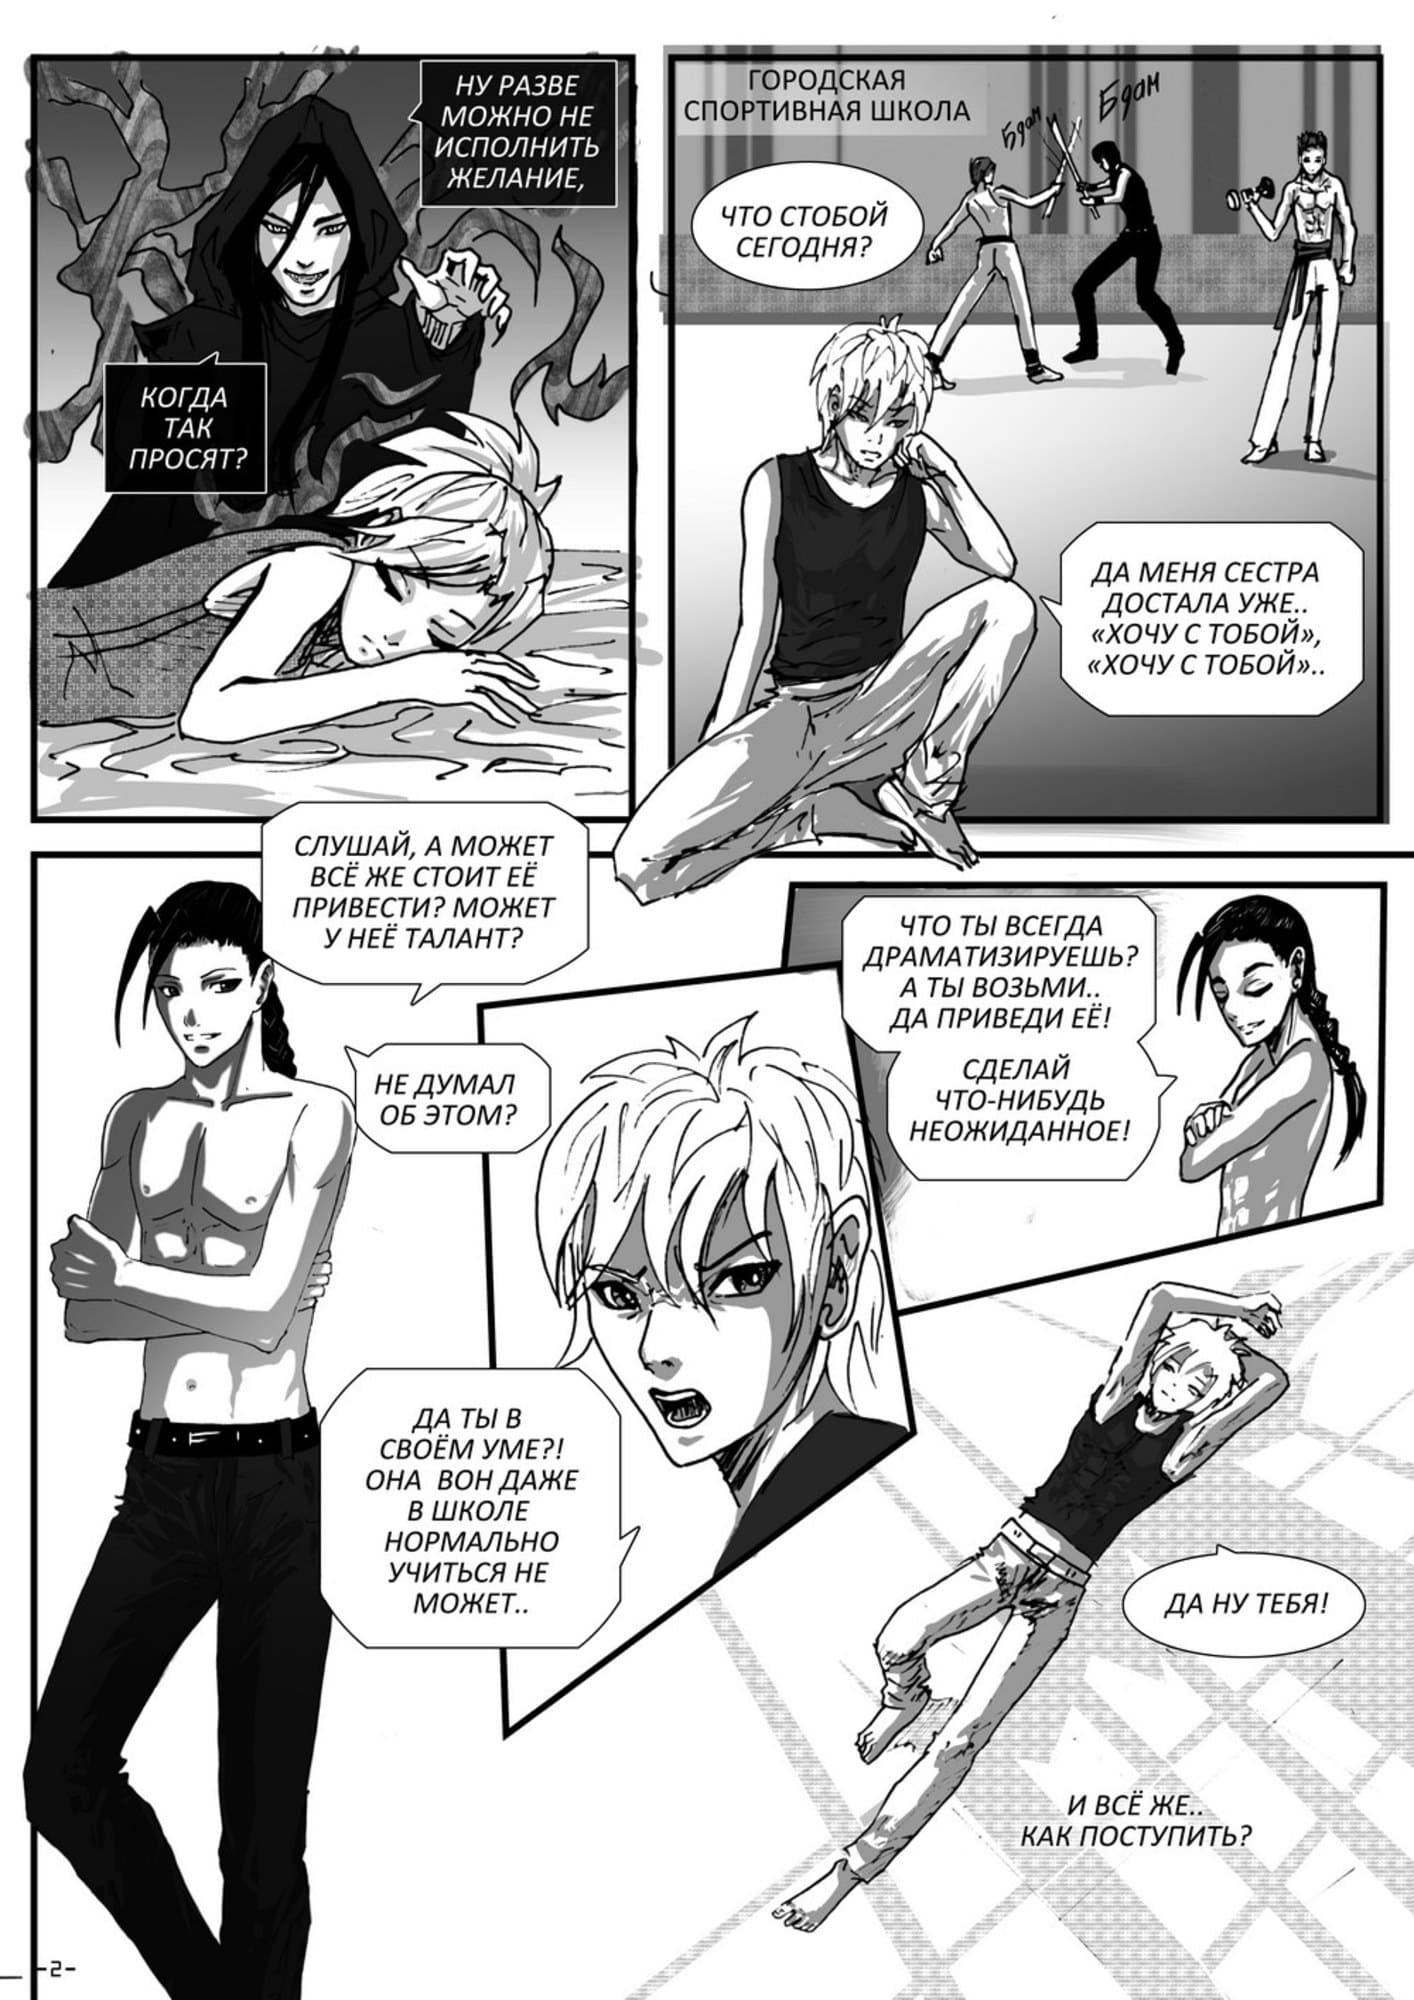 НУ РАЗВЕ
МОЖНО НЕ
ИСПОЛНИТЬ
ЖЕЛАНИЕ,
КОГДА
ТАК
ПРОСЯТ?
ГОРОДСКАЯ
СПОРТИВНАЯ ШКОЛА
Бдам
Бдам
ЧТО СТОБОЙ
СЕГОДНЯ?
ДА МЕНЯ СЕСТРА
ДОСТАЛА УЖЕ..
«ХОЧУ С ТОБОЙ»,
«ХОЧУ С ТОБОЙ»..
СЛУШАЙ, А МОЖЕТ
ВСЁ ЖЕ СТОИТ ЕЁ
ПРИВЕСТИ? МОЖЕТ
У НЕЁ ТАЛАНТ?
НЕ ДУМАЛ
ОБ ЭТОМ?
ДА ТЫ В
СВОЁМ УМЕ?!
ОНА ВОН ДАЖЕ
В ШКОЛЕ
НОРМАЛЬНО
УЧИТЬСЯ НЕ
МОЖЕТ..
ЧТО ТЫ ВСЕГДА
ДРАМАТИЗИРУЕШЬ?
А ТЫ ВОЗЬМИ..
ДА ПРИВЕДИ ЕЁ!
СДЕЛАЙ
ЧТО-НИБУДЬ
НЕОЖИДАННОЕ!
ДА НУ ТЕБЯ!
И ВСЁ ЖЕ..
КАК ПОСТУПИТЬ?
-2-